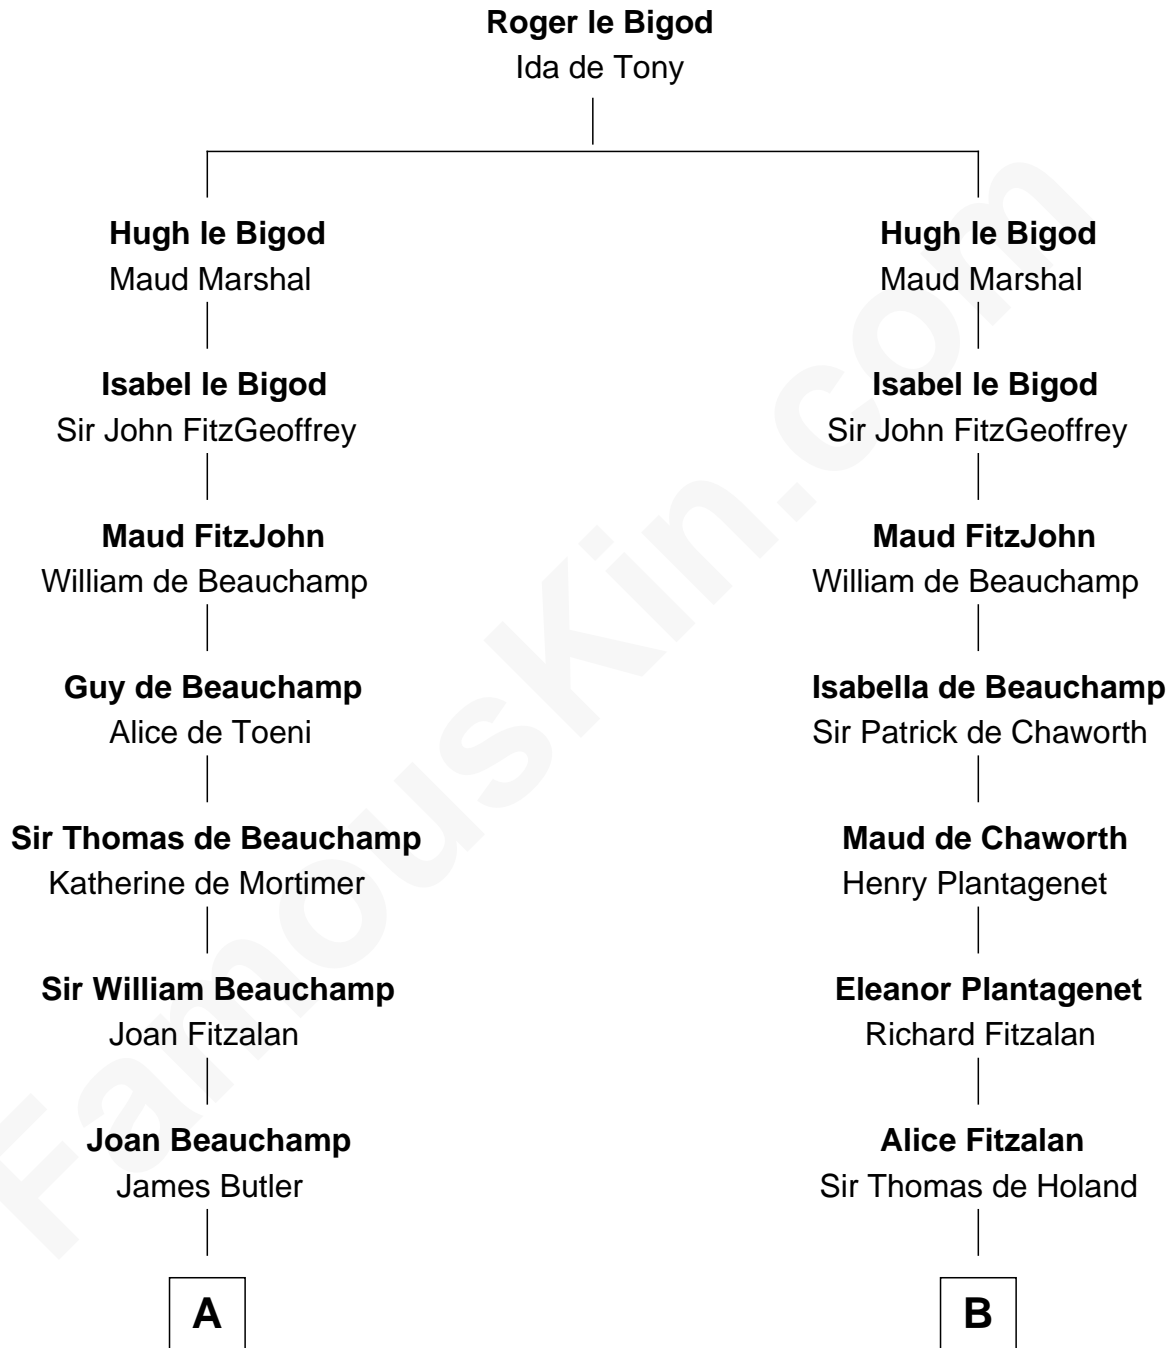 Roger le Bigod
Ida de Tony
Hugh le Bigod
Maud Marshal
Hugh le Bigod
Maud Marshal
Isabel le Bigod
Sir John FitzGeoffrey
Isabel le Bigod
Sir John FitzGeoffrey
Maud FitzJohn
William de Beauchamp
Maud FitzJohn
William de Beauchamp
Guy de Beauchamp
Alice de Toeni
Isabella de Beauchamp
Sir Patrick de Chaworth
Sir Thomas de Beauchamp
Katherine de Mortimer
Maud de Chaworth
Henry Plantagenet
Sir William Beauchamp
Joan Fitzalan
Eleanor Plantagenet
Richard Fitzalan
Joan Beauchamp
James Butler
Alice Fitzalan
Sir Thomas de Holand
A
B
FamousKin.com